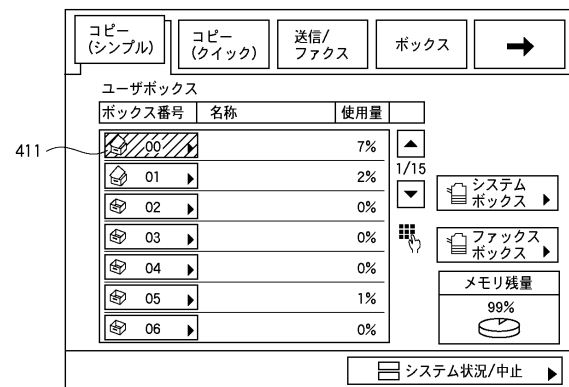 コピー
(シンプル)
コピー
(クイック)
送信/
ファクス
ボックス
ユーザボックス
ボックス番号 名称 使用量
411
00 7%
01 2%
02 0%
03 0%
04 0%
05 1%
06 0%
1/15
システム
ボックス
ファックス
ボックス
メモリ残量
99%
システム状況/中止